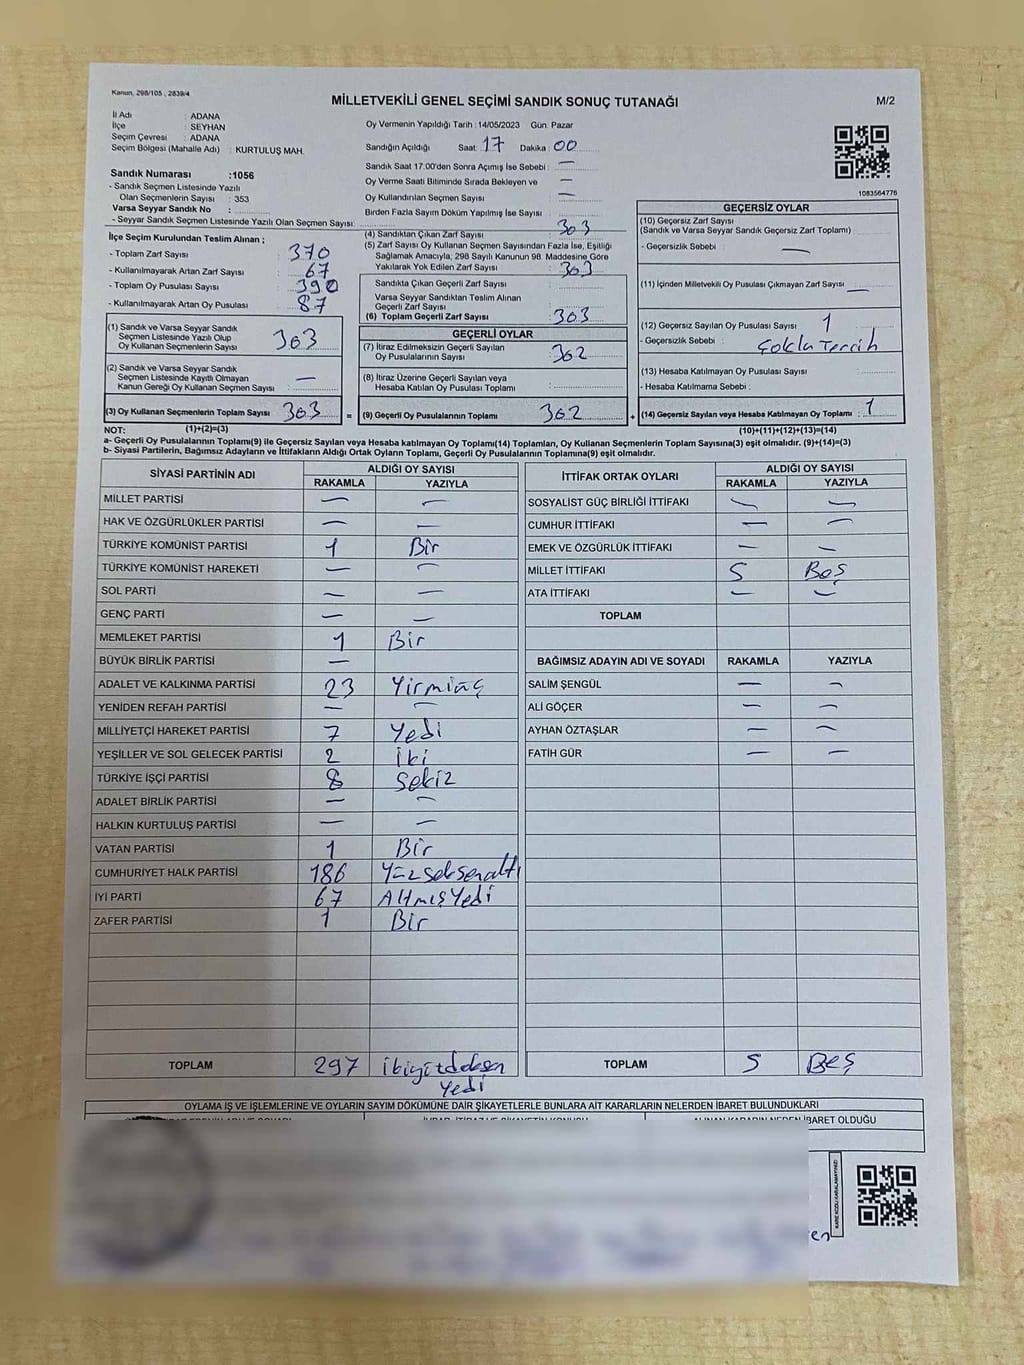 Kanun, 298/105 , 2839/4
MİLLETVEKİLİ GENEL SEÇİMİ SANDIK SONUÇ TUTANAĞI
M/2
İl Adı : ADANA
İlçe : SEYHAN
Seçim Çevresi : ADANA
Seçim Bölgesi (Mahalle Adı) : KURTULUŞ MAH.
Sandık Numarası :1056
- Sandık Seçmen Listesinde Yazılı
Olan Seçmenlerin Sayısı : 353
Varsa Seyyar Sandık No :
- Seyyar Sandık Seçmen Listesinde Yazılı Olan Seçmen Sayısı:
Oy Vermenin Yapıldığı Tarih : 14/05/2023 Gün: Pazar
Sandığın Açıldığı Saat: 17 Dakika : 00
Sandık Saat 17:00'den Sonra Açımış İse Sebebi : —
Oy Verme Saati Bitiminde Sırada Bekleyen ve —
Oy Kullandırılan Seçmen Sayısı —
Birden Fazla Sayım Döküm Yapılmış İse Sayısı :
1083564776
İlçe Seçim Kurulundan Teslim Alınan ;
- Toplam Zarf Sayısı : 370
- Kullanılmayarak Artan Zarf Sayısı : 67
- Toplam Oy Pusulası Sayısı : 390
- Kullanılmayarak Artan Oy Pusulası : 87
(1) Sandık ve Varsa Seyyar Sandık
Seçmen Listesinde Yazılı Olup
Oy Kullanan Seçmenlerin Sayısı : 303
(2) Sandık ve Varsa Seyyar Sandık
Seçmen Listesinde Kayıtlı Olmayan
Kanun Gereği Oy Kullanan Seçmen Sayısı : —
(3) Oy Kullanan Seçmenlerin Toplam Sayısı : 303
(4) Sandıktan Çıkan Zarf Sayısı : 303
(5) Zarf Sayısı Oy Kullanan Seçmen Sayısından Fazla İse, Eşitliği
Sağlamak Amacıyla, 298 Sayılı Kanunun 98. Maddesine Göre
Yakılarak Yok Edilen Zarf Sayısı : 303
Sandıkta Çıkan Geçerli Zarf Sayısı :
Varsa Seyyar Sandıktan Teslim Alınan
Geçerli Zarf Sayısı :
(6) Toplam Geçerli Zarf Sayısı : 303
GEÇERLİ OYLAR
(7) İtiraz Edilmeksizin Geçerli Sayılan
Oy Pusulalarının Sayısı : 302
(8) İtiraz Üzerine Geçerli Sayılan veya
Hesaba Katılan Oy Pusulası Toplamı :
= (9) Geçerli Oy Pusulalarının Toplamı : 302
GEÇERSİZ OYLAR
(10) Geçersiz Zarf Sayısı
(Sandık ve Varsa Seyyar Sandık Geçersiz Zarf Toplamı) :
- Geçersizlik Sebebi : —
(11) İçinden Milletvekili Oy Pusulası Çıkmayan Zarf Sayısı : —
(12) Geçersiz Sayılan Oy Pusulası Sayısı : 1
- Geçersizlik Sebebi : Çoklu Tercih
(13) Hesaba Katılmayan Oy Pusulası Sayısı :
- Hesaba Katılmama Sebebi :
+ (14) Geçersiz Sayılan veya Hesaba Katılmayan Oy Toplamı : 1
NOT: (1)+(2)=(3) (10)+(11)+(12)+(13)=(14)
a- Geçerli Oy Pusulalarının Toplamı(9) ile Geçersiz Sayılan veya Hesaba katılmayan Oy Toplamı(14) Toplamları, Oy Kullanan Seçmenlerin Toplam Sayısına(3) eşit olmalıdır. (9)+(14)=(3)
b- Siyasi Partilerin, Bağımsız Adayların ve İttifakların Aldığı Ortak Oyların Toplamı, Geçerli Oy Pusulalarının Toplamına(9) eşit olmalıdır.
SİYASİ PARTİNİN ADI ALDIĞI OY SAYISI
RAKAMLA YAZIYLA
MİLLET PARTİSİ — —
HAK VE ÖZGÜRLÜKLER PARTİSİ — —
TÜRKİYE KOMÜNİST PARTİSİ 1 Bir
TÜRKİYE KOMÜNİST HAREKETİ — —
SOL PARTİ — —
GENÇ PARTİ — —
MEMLEKET PARTİSİ 1 Bir
BÜYÜK BİRLİK PARTİSİ —
ADALET VE KALKINMA PARTİSİ 23 Yirmiüç
YENİDEN REFAH PARTİSİ — —
MİLLİYETÇİ HAREKET PARTİSİ 7 Yedi
YEŞİLLER VE SOL GELECEK PARTİSİ 2 İki
TÜRKİYE İŞÇİ PARTİSİ 8 Sekiz
ADALET BİRLİK PARTİSİ — —
HALKIN KURTULUŞ PARTİSİ — —
VATAN PARTİSİ 1 Bir
CUMHURİYET HALK PARTİSİ 186 Yüzseksenaltı
İYİ PARTİ 67 Altmışyedi
ZAFER PARTİSİ 1 Bir
TOPLAM 297 ikiyüzdoksan
yedi
İTTİFAK ORTAK OYLARI ALDIĞI OY SAYISI
RAKAMLA YAZIYLA
SOSYALİST GÜÇ BİRLİĞİ İTTİFAKI — —
CUMHUR İTTİFAKI — —
EMEK VE ÖZGÜRLÜK İTTİFAKI — —
MİLLET İTTİFAKI 5 Beş
ATA İTTİFAKI — —
TOPLAM
BAĞIMSIZ ADAYIN ADI VE SOYADI RAKAMLA YAZIYLA
SALİM ŞENGÜL — —
ALİ GÖÇER — —
AYHAN ÖZTAŞLAR — —
FATİH GÜR — —
TOPLAM 5 Beş
OYLAMA İŞ VE İŞLEMLERİNE VE OYLARIN SAYIM DÖKÜMÜNE DAİR ŞİKAYETLERLE BUNLARA AİT KARARLARIN NELERDEN İBARET BULUNDUKLARI
ALINAN KARARIN NEDEN İBARET OLDUĞU
KARE KODU KARALAMAYINIZ!